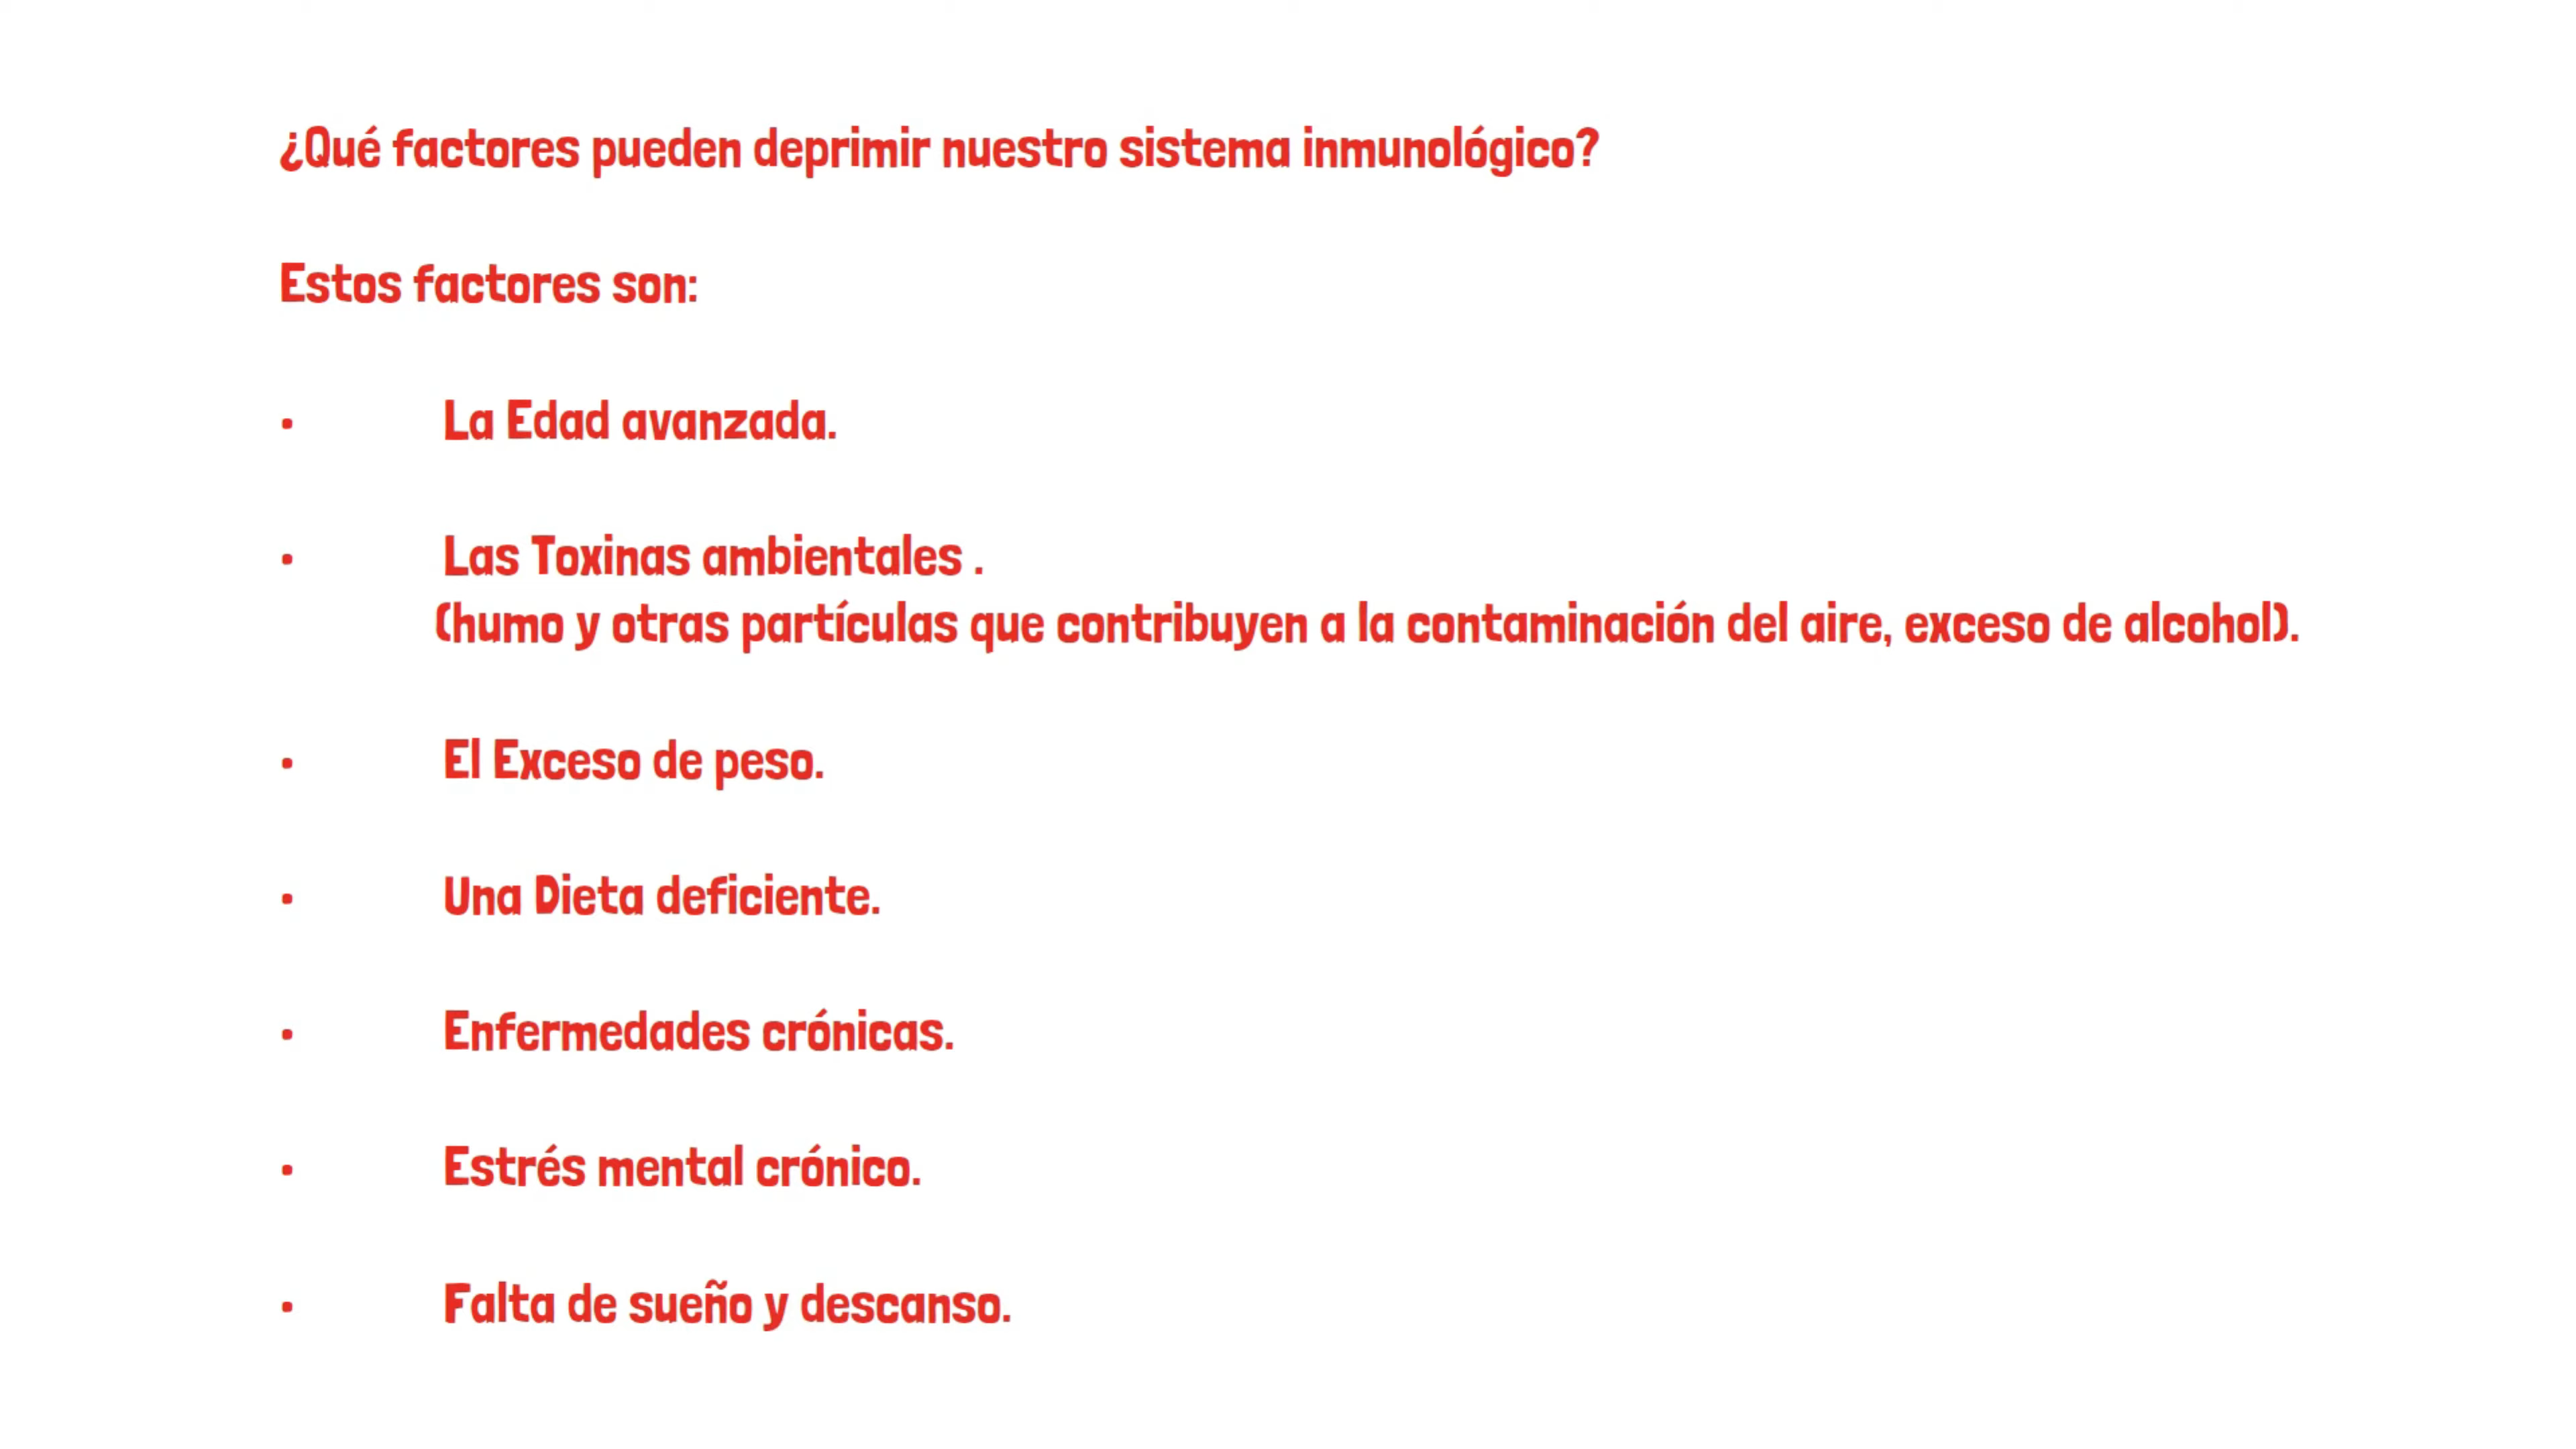 ¿Qué factores pueden deprimir nuestro sistema inmunológico?
Estos factores son:
· La Edad avanzada.
· Las Toxinas ambientales .
(humo y otras partículas que contribuyen a la contaminación del aire, exceso de alcohol).
· El Exceso de peso.
· Una Dieta deficiente.
· Enfermedades crónicas.
· Estrés mental crónico.
· Falta de sueño y descanso.